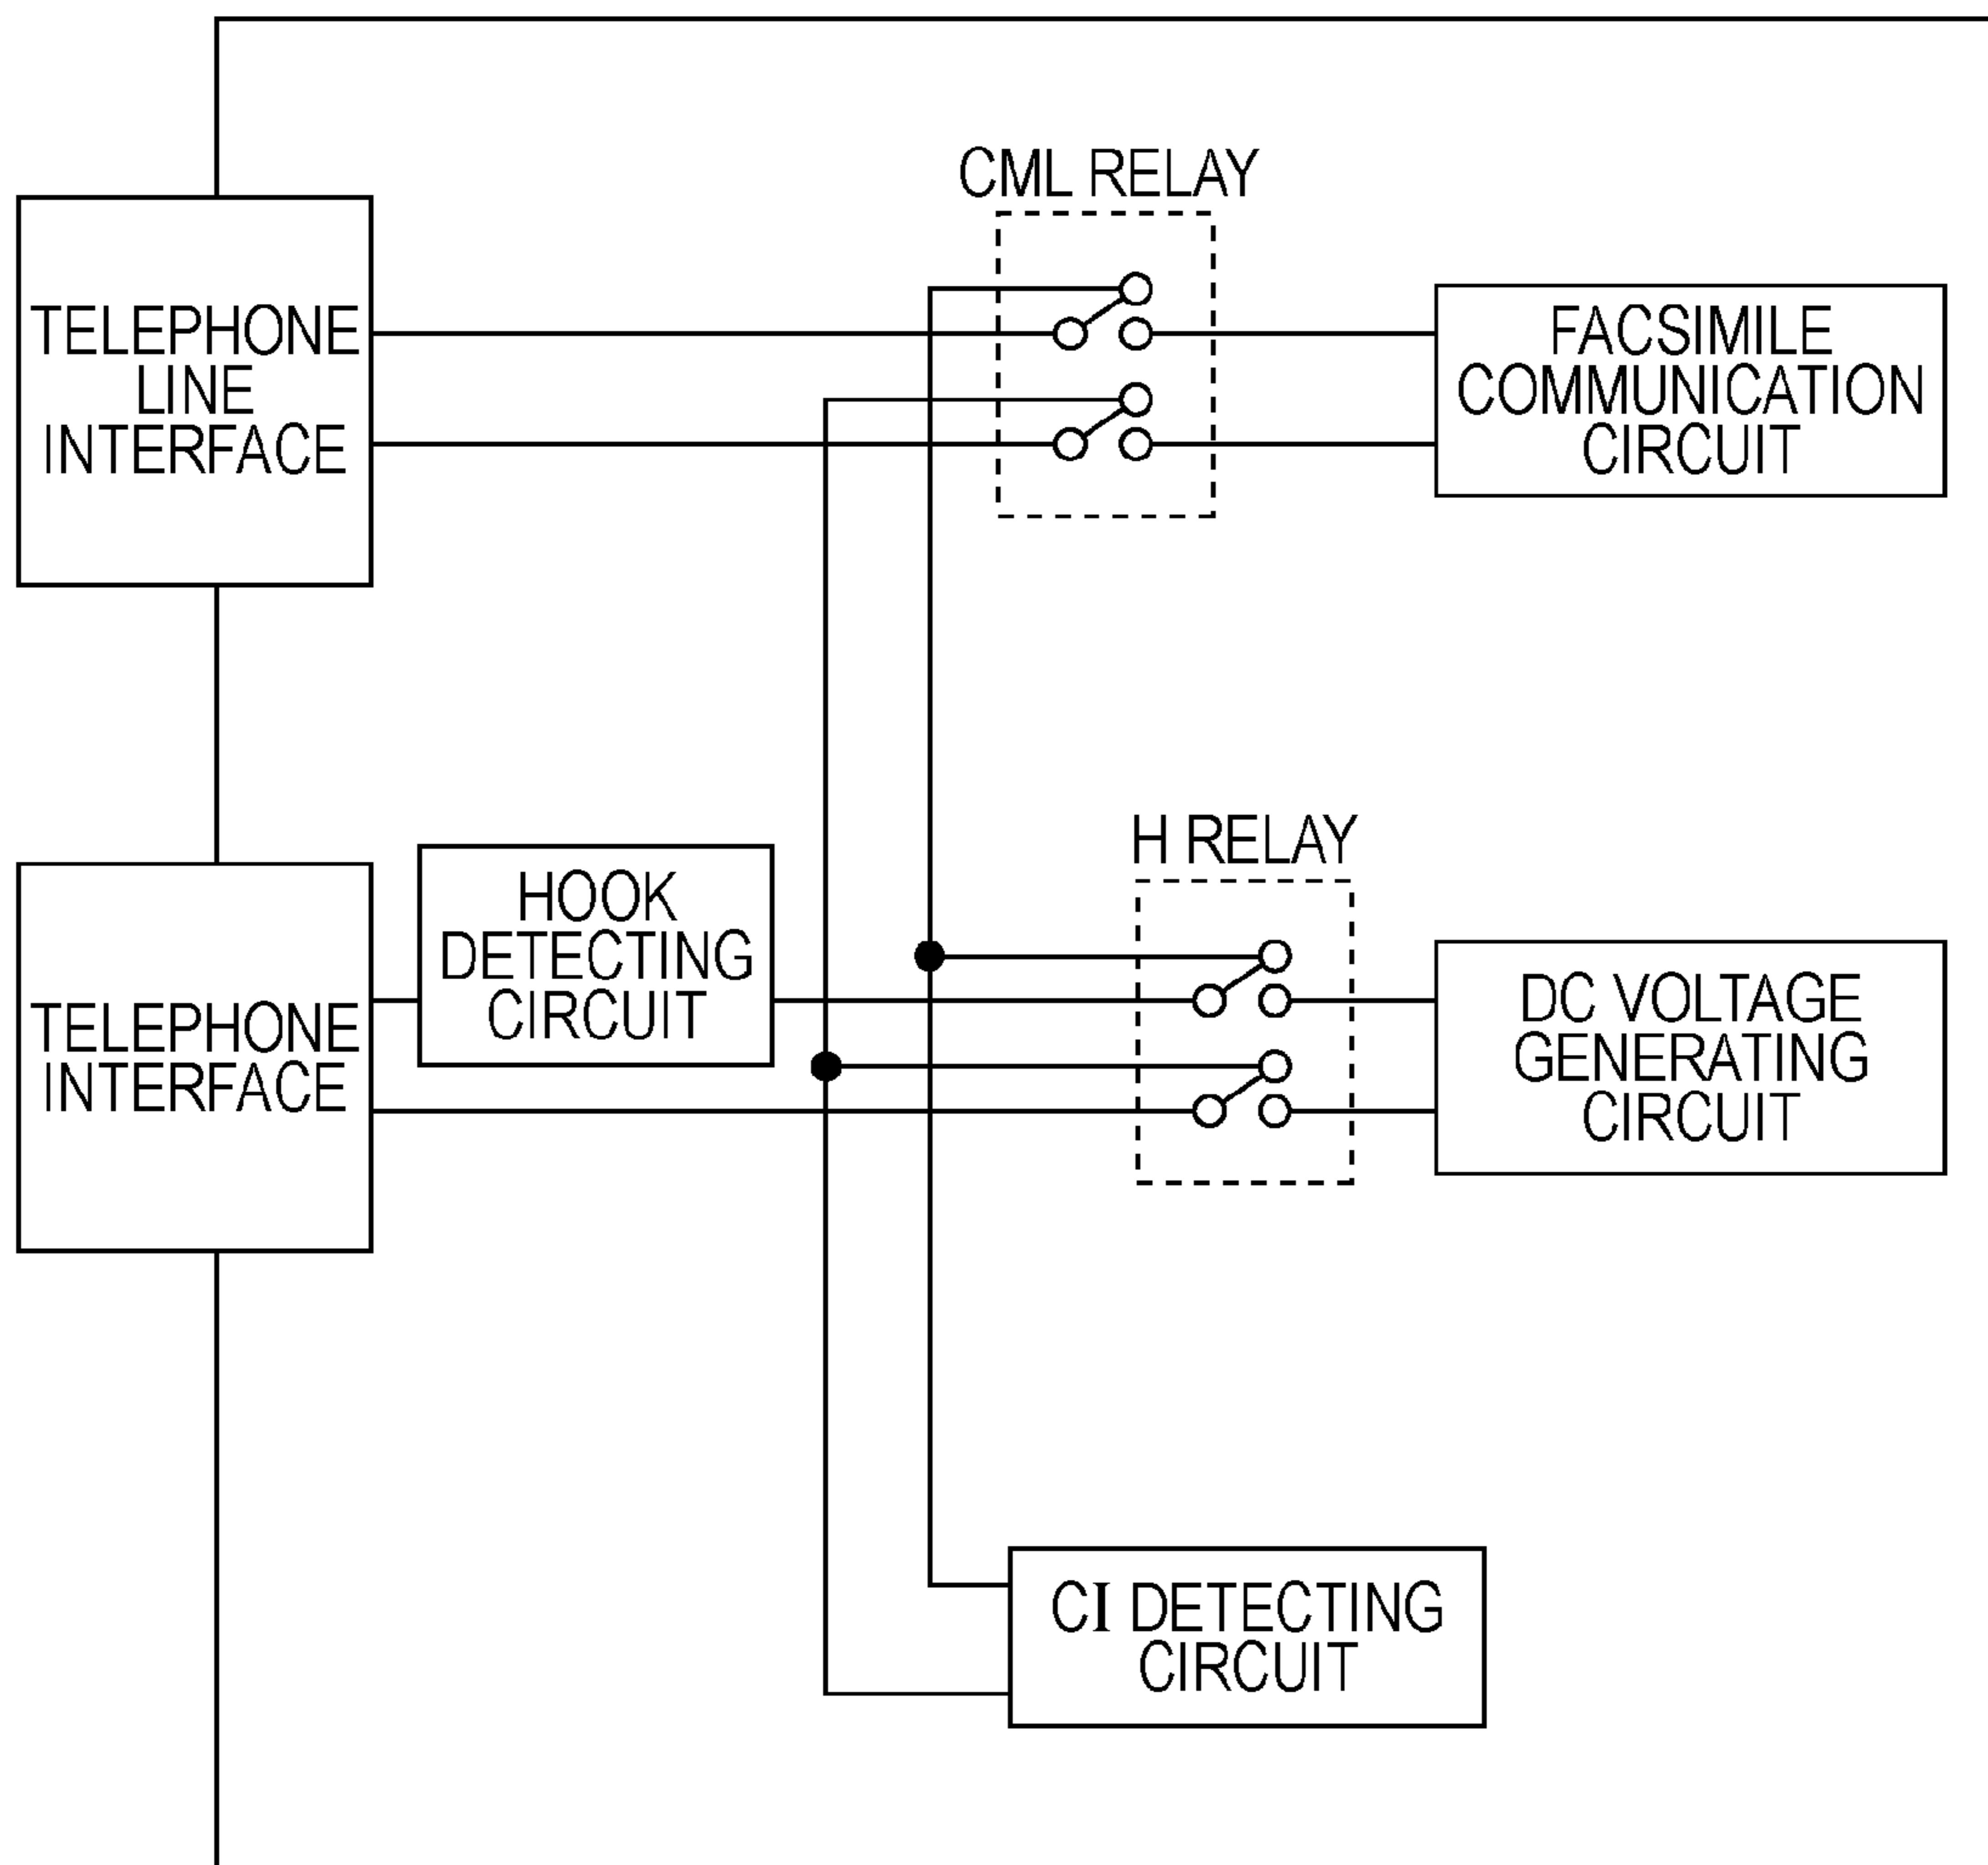 CML RELAY
TELEPHONE
LINE
INTERFACE
FACSIMILE
COMMUNICATION
CIRCUIT
H RELAY
HOOK
DETECTING
CIRCUIT
TELEPHONE
INTERFACE
DC VOLTAGE
GENERATING
CIRCUIT
CI DETECTING
CIRCUIT